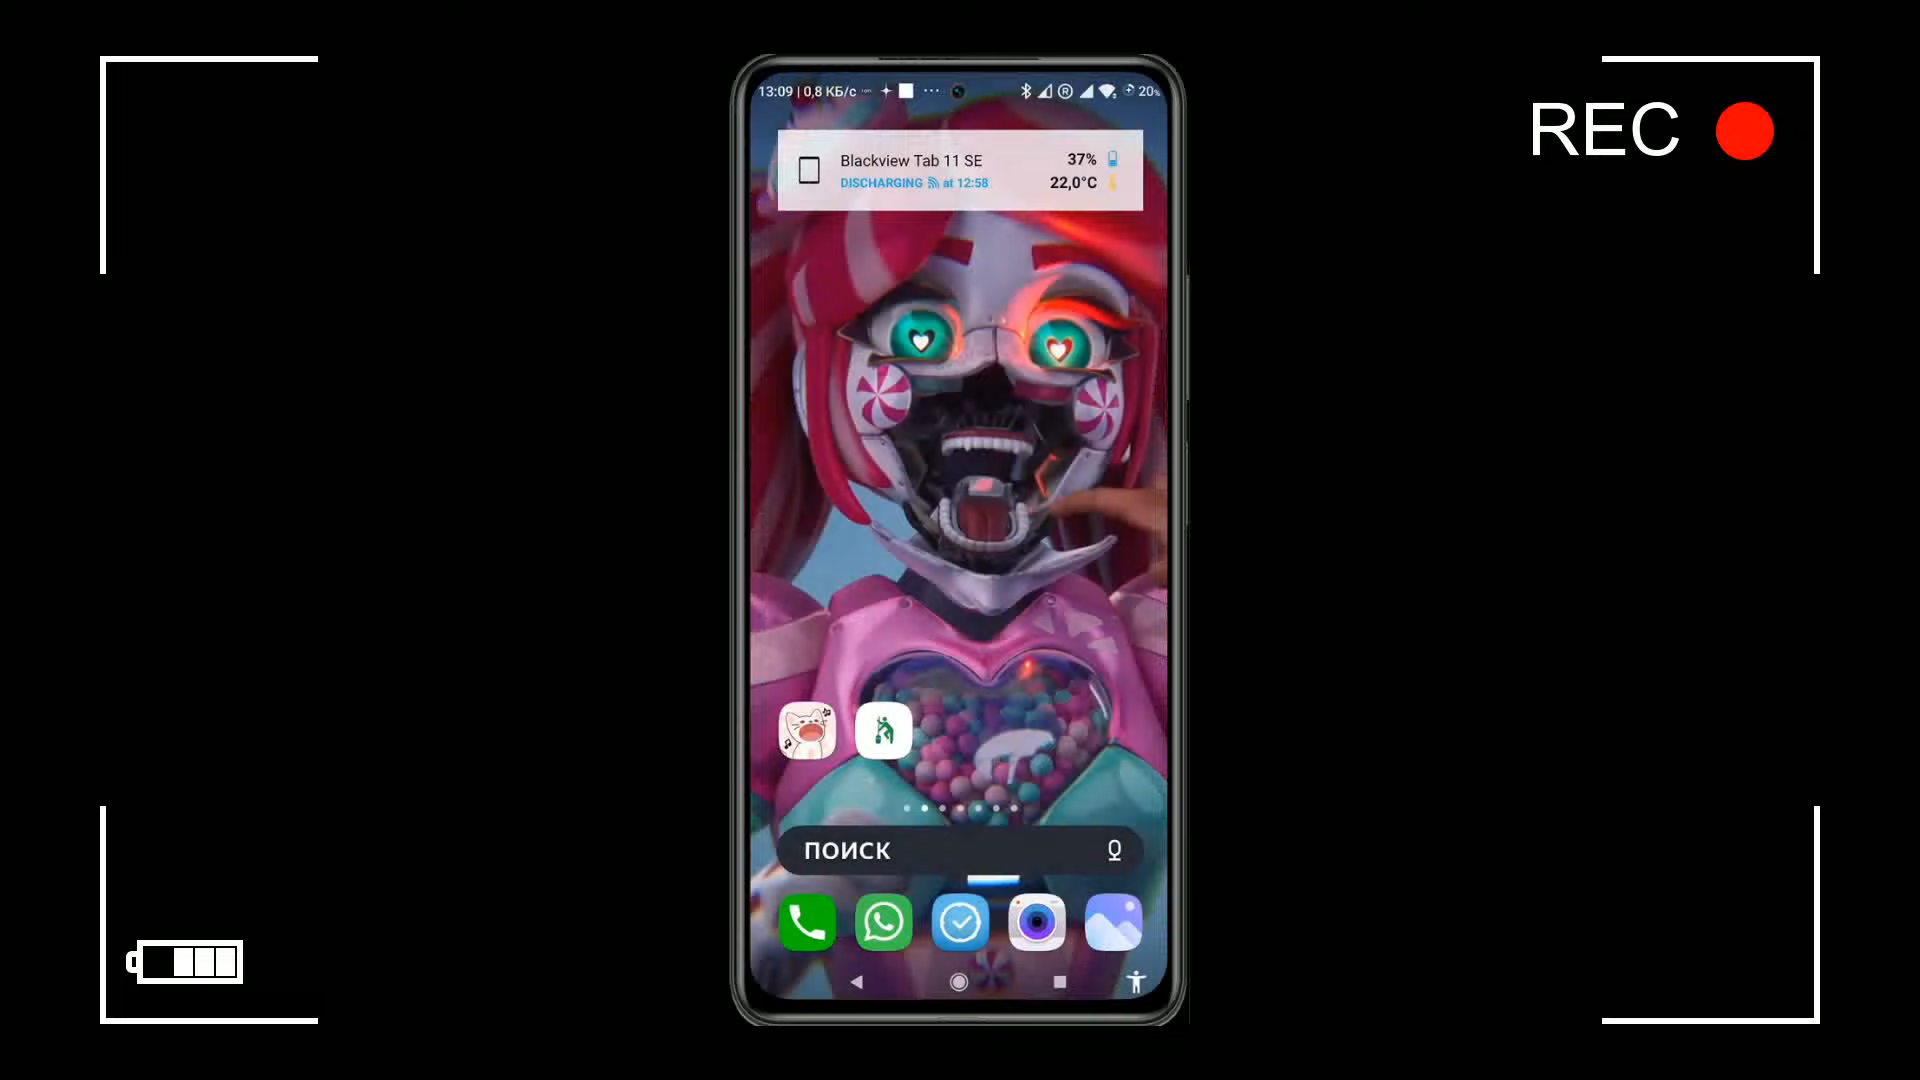 13:09 | 0,8 КБ/с ··· R 20%
REC
Blackview Tab 11 SE 37%
DISCHARGING at 12:58 22,0°C
ПОИСК